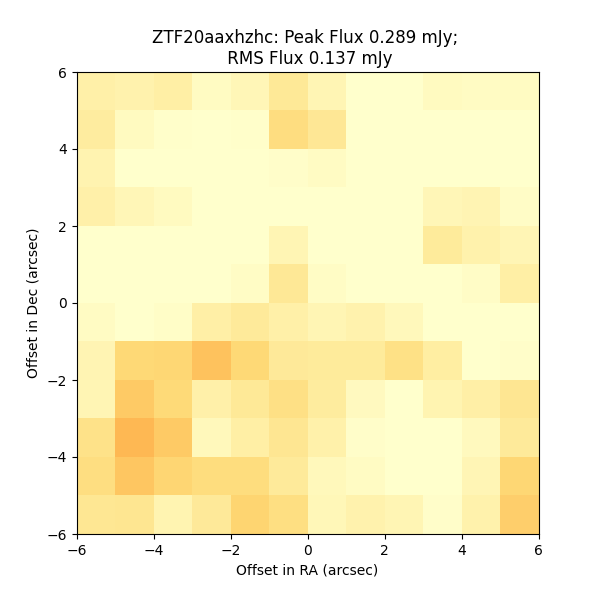 ZTF20aaxhzhc: Peak Flux 0.289 mJy;
RMS Flux 0.137 mJy
6
4
2
0
−2
−4
−6
Offset in Dec (arcsec)
−6 −4 −2 0 2 4 6
Offset in RA (arcsec)